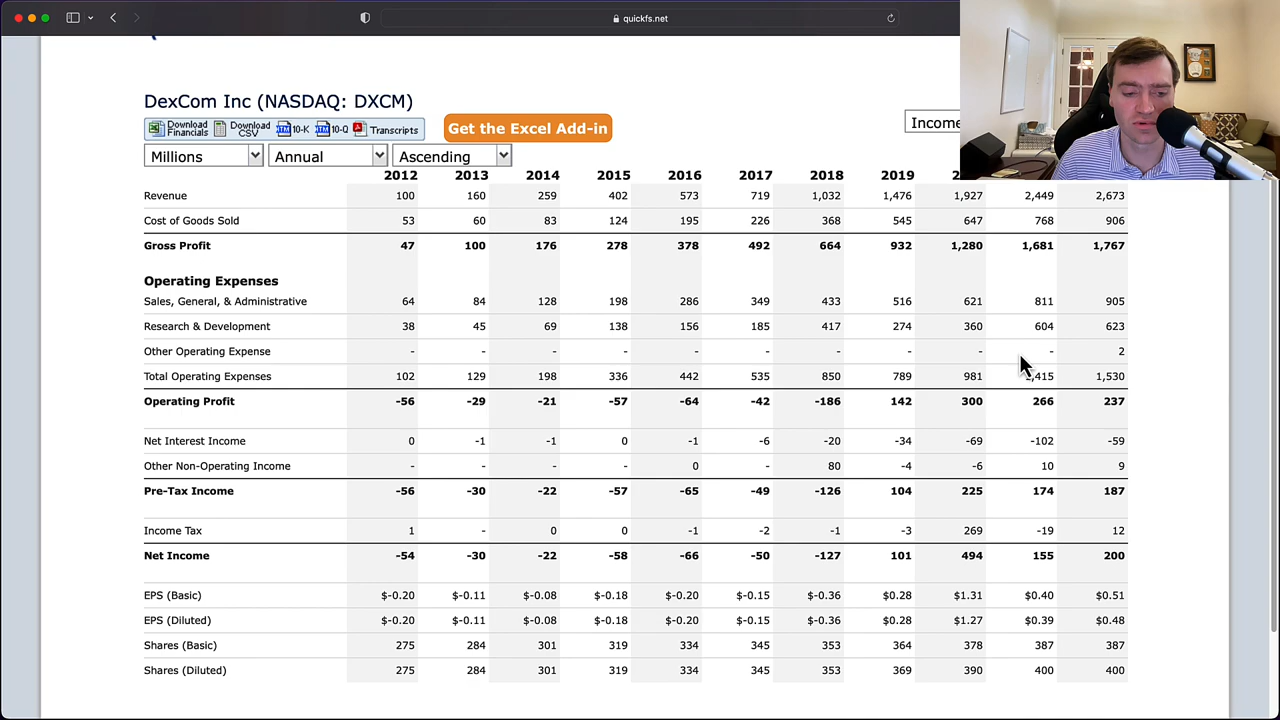 quickfs.net
DexCom Inc (NASDAQ: DXCM)
Download Financials Download CSV 10-K 10-Q Transcripts Get the Excel Add-in
Millions Annual Ascending
2012 2013 2014 2015 2016 2017 2018 2019
Revenue 100 160 259 402 573 719 1,032 1,476 1,927 2,449 2,673
Cost of Goods Sold 53 60 83 124 195 226 368 545 647 768 906
Gross Profit 47 100 176 278 378 492 664 932 1,280 1,681 1,767
Operating Expenses
Sales, General, & Administrative 64 84 128 198 286 349 433 516 621 811 905
Research & Development 38 45 69 138 156 185 417 274 360 604 623
Other Operating Expense - - - - - - - - - - 2
Total Operating Expenses 102 129 198 336 442 535 850 789 981 1,415 1,530
Operating Profit -56 -29 -21 -57 -64 -42 -186 142 300 266 237
Net Interest Income 0 -1 -1 0 -1 -6 -20 -34 -69 -102 -59
Other Non-Operating Income - - - - 0 - 80 -4 -6 10 9
Pre-Tax Income -56 -30 -22 -57 -65 -49 -126 104 225 174 187
Income Tax 1 - 0 0 -1 -2 -1 -3 269 -19 12
Net Income -54 -30 -22 -58 -66 -50 -127 101 494 155 200
EPS (Basic) $-0.20 $-0.11 $-0.08 $-0.18 $-0.20 $-0.15 $-0.36 $0.28 $1.31 $0.40 $0.51
EPS (Diluted) $-0.20 $-0.11 $-0.08 $-0.18 $-0.20 $-0.15 $-0.36 $0.28 $1.27 $0.39 $0.48
Shares (Basic) 275 284 301 319 334 345 353 364 378 387 387
Shares (Diluted) 275 284 301 319 334 345 353 369 390 400 400